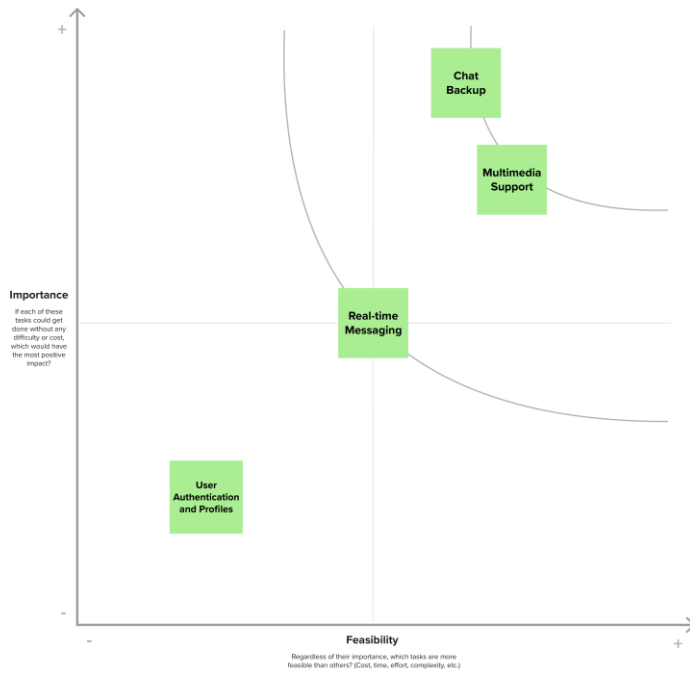 +
Chat
Backup
Multimedia
Support
Importance
If each of these
tasks could get
done without any
difficulty or cost,
which would have
the most positive
impact?
Real-time
Messaging
User
Authentication
and Profiles
-
-
Feasibility
+
Regardless of their importance, which tasks are more
feasible than others? (Cost, time, effort, complexity, etc.)